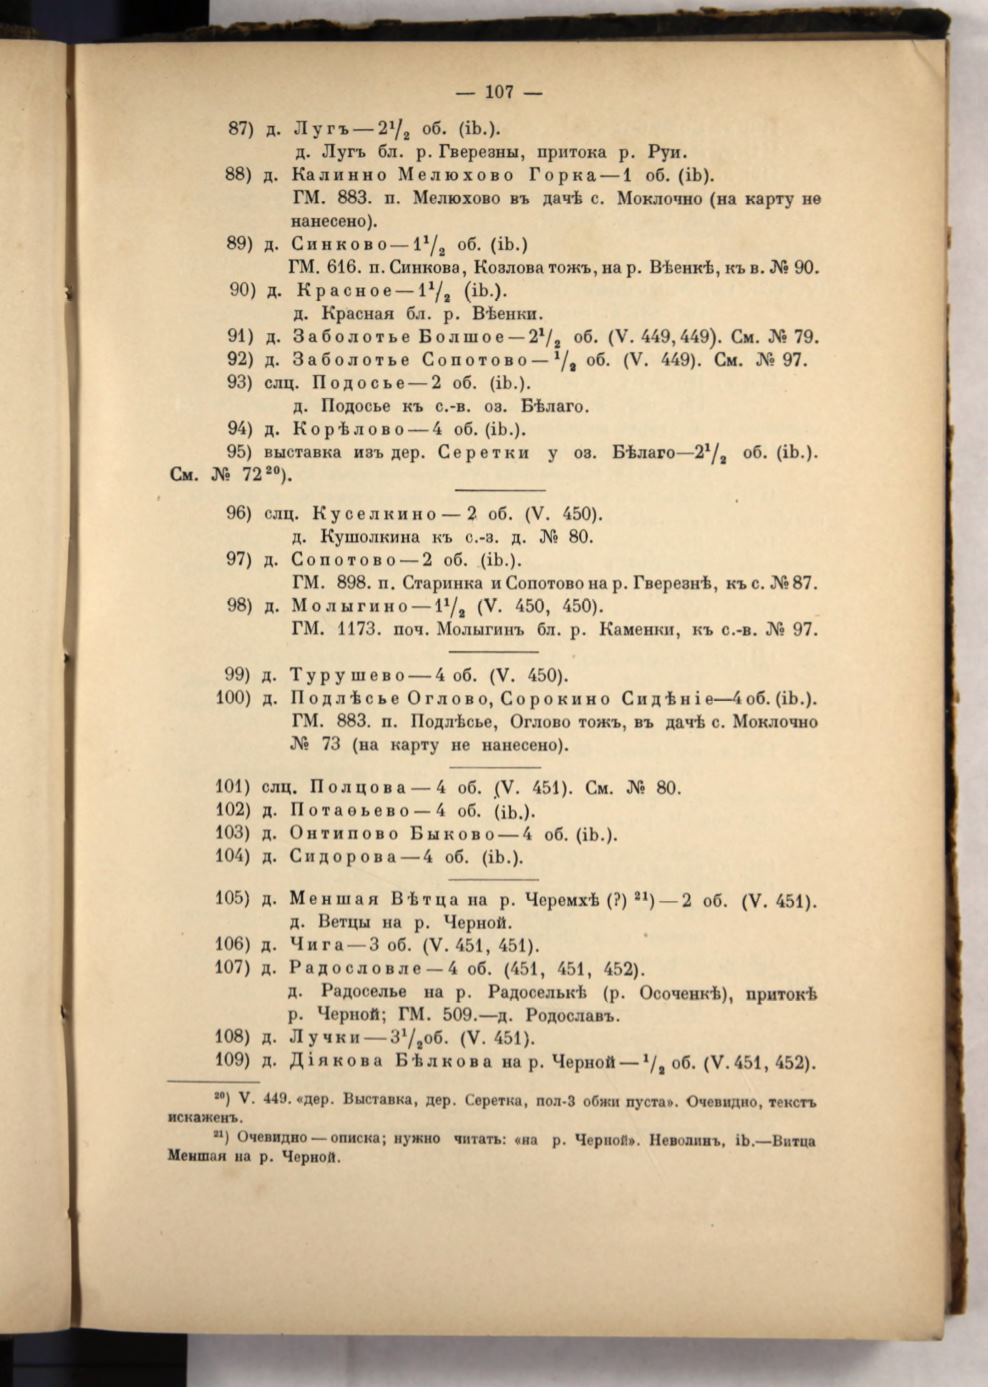 — 107 —
87) д. Лугъ—2¹/₂ об. (ib.).
д. Лугъ бл. р. Гверезны, притока р. Руи.
88) д. Калинно Мелюхово Горка—1 об. (ib).
ГМ. 883. п. Мелюхово въ дачѣ с. Моклочно (на карту не
нанесено).
89) д. Синково—1¹/₂ об. (ib.)
ГМ. 616. п. Синкова, Козлова тожъ, на р. Вѣенкѣ, къ в. № 90.
90) д. Красное—1¹/₂ (ib.).
д. Красная бл. р. Вѣенки.
91) д. Заболотье Болшое—2¹/₂ об. (V. 449, 449). См. № 79.
92) д. Заболотье Сопотово—¹/₂ об. (V. 449). См. № 97.
93) слц. Подосье—2 об. (ib.).
д. Подосье къ с.-в. оз. Бѣлаго.
94) д. Корѣлово—4 об. (ib.).
95) выставка изъ дер. Серетки у оз. Бѣлаго—2¹/₂ об. (ib.).
См. № 72²⁰).
96) слц. Куселкино—2 об. (V. 450).
д. Кушолкина къ с.-з. д. № 80.
97) д. Сопотово—2 об. (ib.).
ГМ. 898. п. Старинка и Сопотово на р. Гверезнѣ, къ с. № 87.
98) д. Молыгино—1¹/₂ (V. 450, 450).
ГМ. 1173. поч. Молыгинъ бл. р. Каменки, къ с.-в. № 97.
99) д. Турушево—4 об. (V. 450).
100) д. Подлѣсье Оглово, Сорокино Сидѣніе—4 об. (ib.).
ГМ. 883. п. Подлѣсье, Оглово тожъ, въ дачѣ с. Моклочно
№ 73 (на карту не нанесено).
101) слц. Полцова—4 об. (V. 451). См. № 80.
102) д. Потаѳьево—4 об. (ib.).
103) д. Онтипово Быково—4 об. (ib.).
104) д. Сидорова—4 об. (ib.).
105) д. Меншая Вѣтца на р. Черемхѣ (?) ²¹)—2 об. (V. 451).
д. Ветцы на р. Черной.
106) д. Чига—3 об. (V. 451, 451).
107) д. Радословле—4 об. (451, 451, 452).
д. Радоселье на р. Радоселькѣ (р. Осоченкѣ), притокѣ
р. Черной; ГМ. 509.—д. Родославъ.
108) д. Лучки—3¹/₂об. (V. 451).
109) д. Діякова Бѣлкова на р. Черной—¹/₂ об. (V. 451, 452).
²⁰) V. 449. «дер. Выставка, дер. Серетка, пол-3 обжи пуста». Очевидно, текстъ
искаженъ.
²¹) Очевидно—описка; нужно читать: «на р. Черной». Неволинъ, ib.—Витца
Меншая на р. Черной.